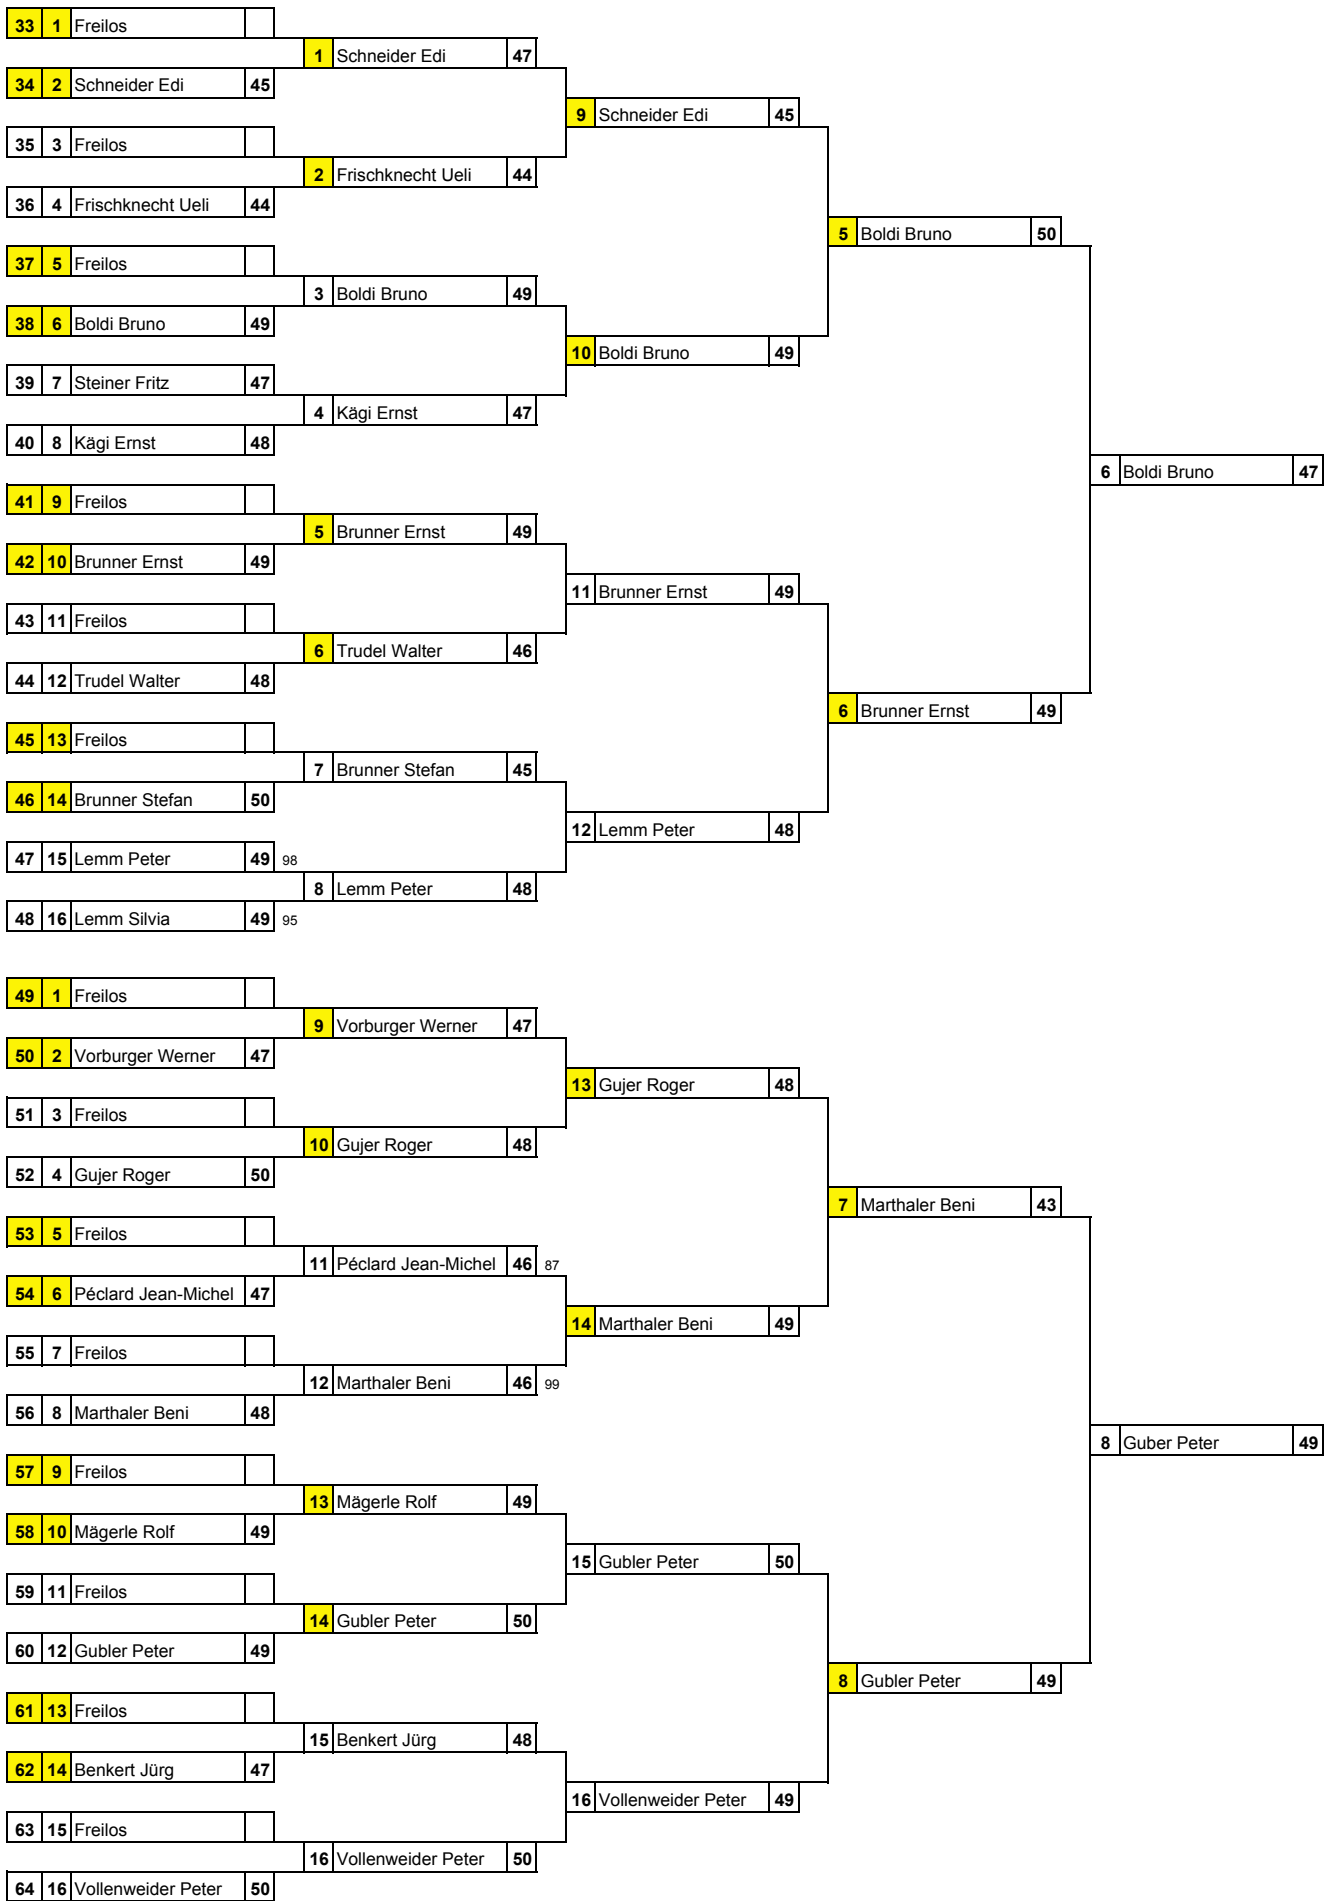 33 1 Freilos
1 Schneider Edi 47
34 2 Schneider Edi 45
9 Schneider Edi 45
35 3 Freilos
2 Frischknecht Ueli 44
36 4 Frischknecht Ueli 44
5 Boldi Bruno 50
37 5 Freilos
3 Boldi Bruno 49
38 6 Boldi Bruno 49
10 Boldi Bruno 49
39 7 Steiner Fritz 47
4 Kägi Ernst 47
40 8 Kägi Ernst 48
6 Boldi Bruno 47
41 9 Freilos
5 Brunner Ernst 49
42 10 Brunner Ernst 49
11 Brunner Ernst 49
43 11 Freilos
6 Trudel Walter 46
44 12 Trudel Walter 48
6 Brunner Ernst 49
45 13 Freilos
7 Brunner Stefan 45
46 14 Brunner Stefan 50
12 Lemm Peter 48
47 15 Lemm Peter 49 98
8 Lemm Peter 48
48 16 Lemm Silvia 49 95
49 1 Freilos
9 Vorburger Werner 47
50 2 Vorburger Werner 47
13 Gujer Roger 48
51 3 Freilos
10 Gujer Roger 48
52 4 Gujer Roger 50
7 Marthaler Beni 43
53 5 Freilos
11 Péclard Jean-Michel 46 87
54 6 Péclard Jean-Michel 47
14 Marthaler Beni 49
55 7 Freilos
12 Marthaler Beni 46 99
56 8 Marthaler Beni 48
8 Guber Peter 49
57 9 Freilos
13 Mägerle Rolf 49
58 10 Mägerle Rolf 49
15 Gubler Peter 50
59 11 Freilos
14 Gubler Peter 50
60 12 Gubler Peter 49
8 Gubler Peter 49
61 13 Freilos
15 Benkert Jürg 48
62 14 Benkert Jürg 47
16 Vollenweider Peter 49
63 15 Freilos
16 Vollenweider Peter 50
64 16 Vollenweider Peter 50